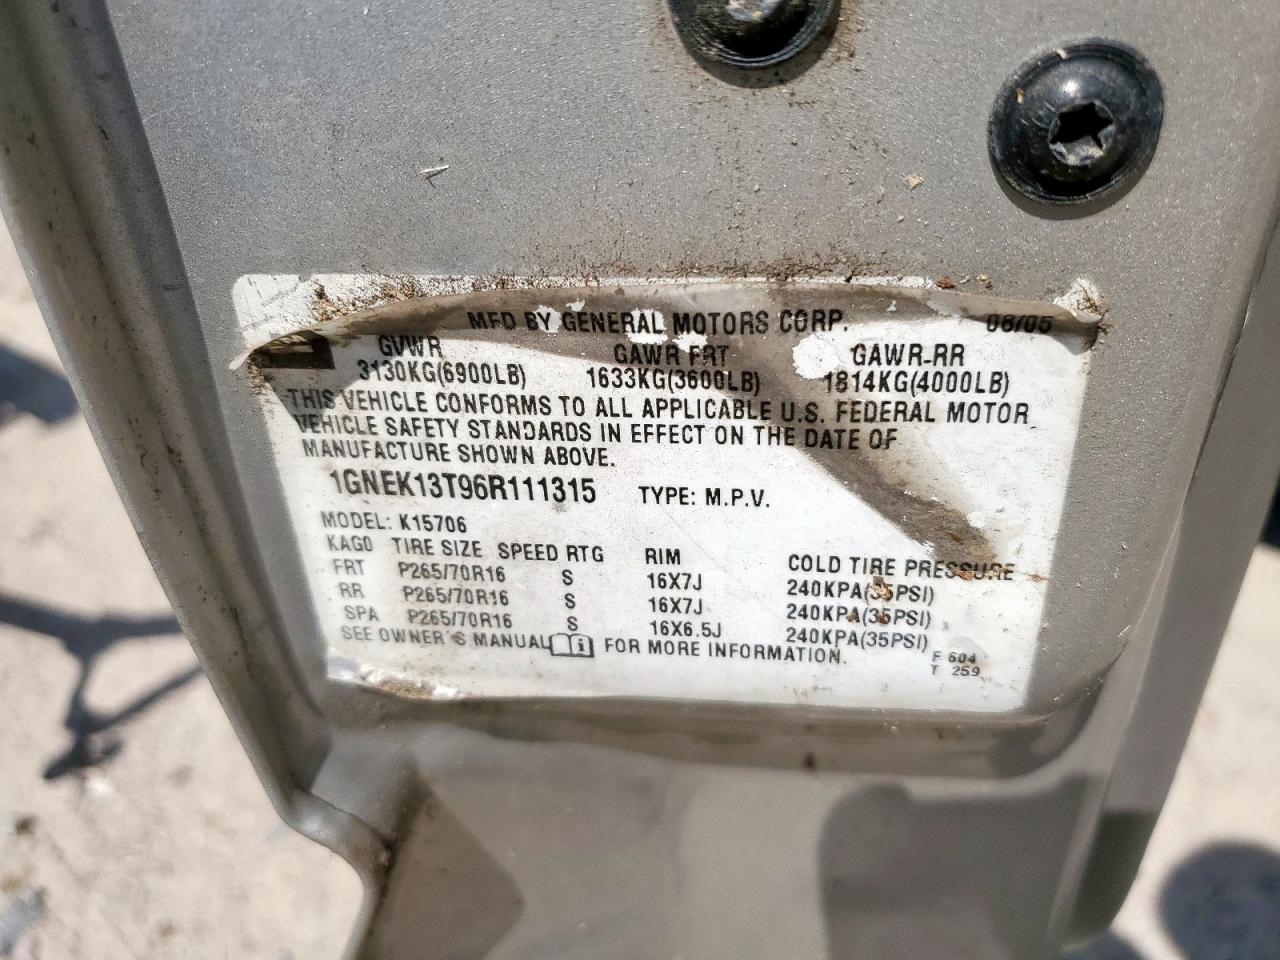 MFD BY GENERAL MOTORS CORP. 08/05
GVWR GAWR FRT GAWR RR
3130KG(6900LB) 1633KG(3600LB) 1814KG(4000LB)
THIS VEHICLE CONFORMS TO ALL APPLICABLE U.S. FEDERAL MOTOR
VEHICLE SAFETY STANDARDS IN EFFECT ON THE DATE OF
MANUFACTURE SHOWN ABOVE.
1GNEK13T96R111315 TYPE: M.P.V.
MODEL: K15706
KAGO TIRE SIZE SPEED RTG RIM COLD TIRE PRESSURE
FRT P265/70R16 S 16X7J 240KPA(35PSI)
RR P265/70R16 S 16X7J 240KPA(35PSI)
SPA P265/70R16 S 16X6.5J 240KPA(35PSI)
SEE OWNER'S MANUAL FOR MORE INFORMATION.
F 604
T 259